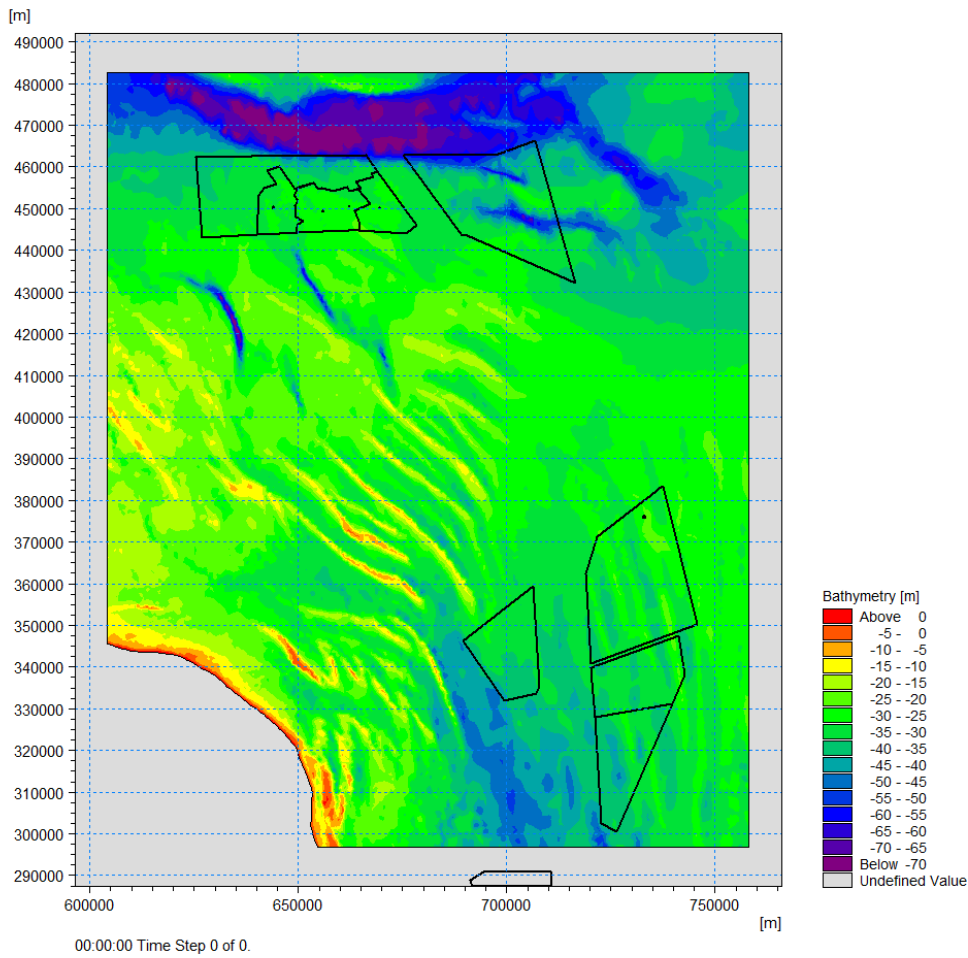 [m]
490000
480000
470000
460000
450000
440000
430000
420000
410000
400000
390000
380000
370000
360000
350000
340000
330000
320000
310000
300000
290000
600000 650000 700000 750000
[m]
00:00:00 Time Step 0 of 0.
Bathymetry [m]
Above 0
-5 - 0
-10 - -5
-15 - -10
-20 - -15
-25 - -20
-30 - -25
-35 - -30
-40 - -35
-45 - -40
-50 - -45
-55 - -50
-60 - -55
-65 - -60
-70 - -65
Below -70
Undefined Value